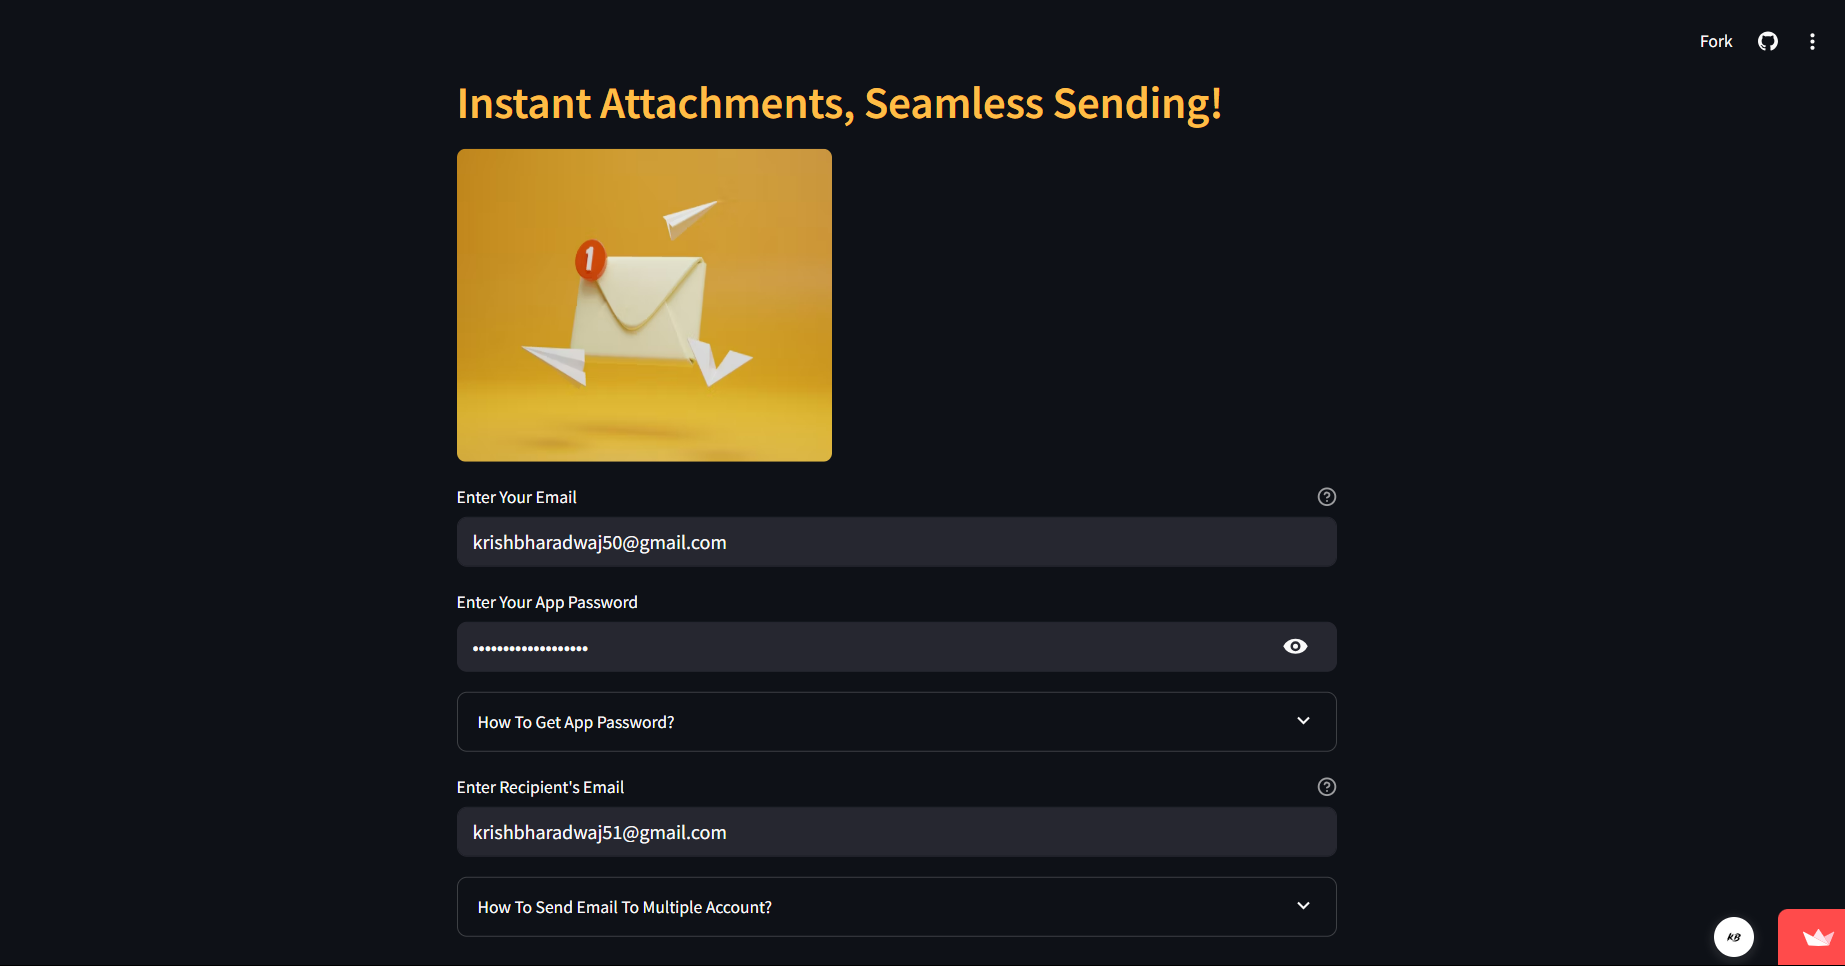 Fork
Instant Attachments, Seamless Sending!
1
Enter Your Email
krishbharadwaj50@gmail.com
Enter Your App Password
•••••••••••••••••••
How To Get App Password?
Enter Recipient's Email
krishbharadwaj51@gmail.com
How To Send Email To Multiple Account?
KB